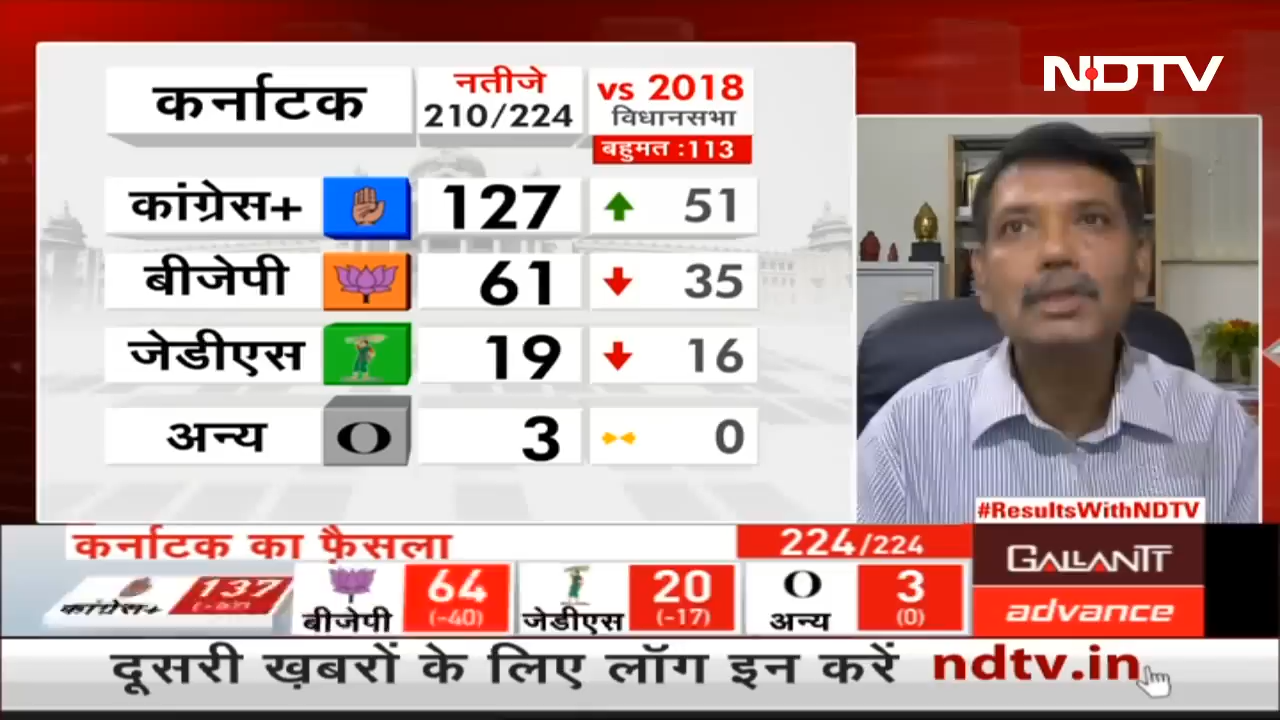 NDTV
कर्नाटक
नतीजे
210/224
vs 2018
विधानसभा
बहुमत :113
कांग्रेस+ 127 51
बीजेपी 61 35
जेडीएस 19 16
अन्य 3 0
#ResultsWithNDTV
कर्नाटक का फ़ैसला 224/224
कांग्रेस+ 137
बीजेपी 64 (-40)
जेडीएस 20 (-17)
अन्य 3 (0)
GALLANTT
advance
दूसरी ख़बरों के लिए लॉग इन करें ndtv.in